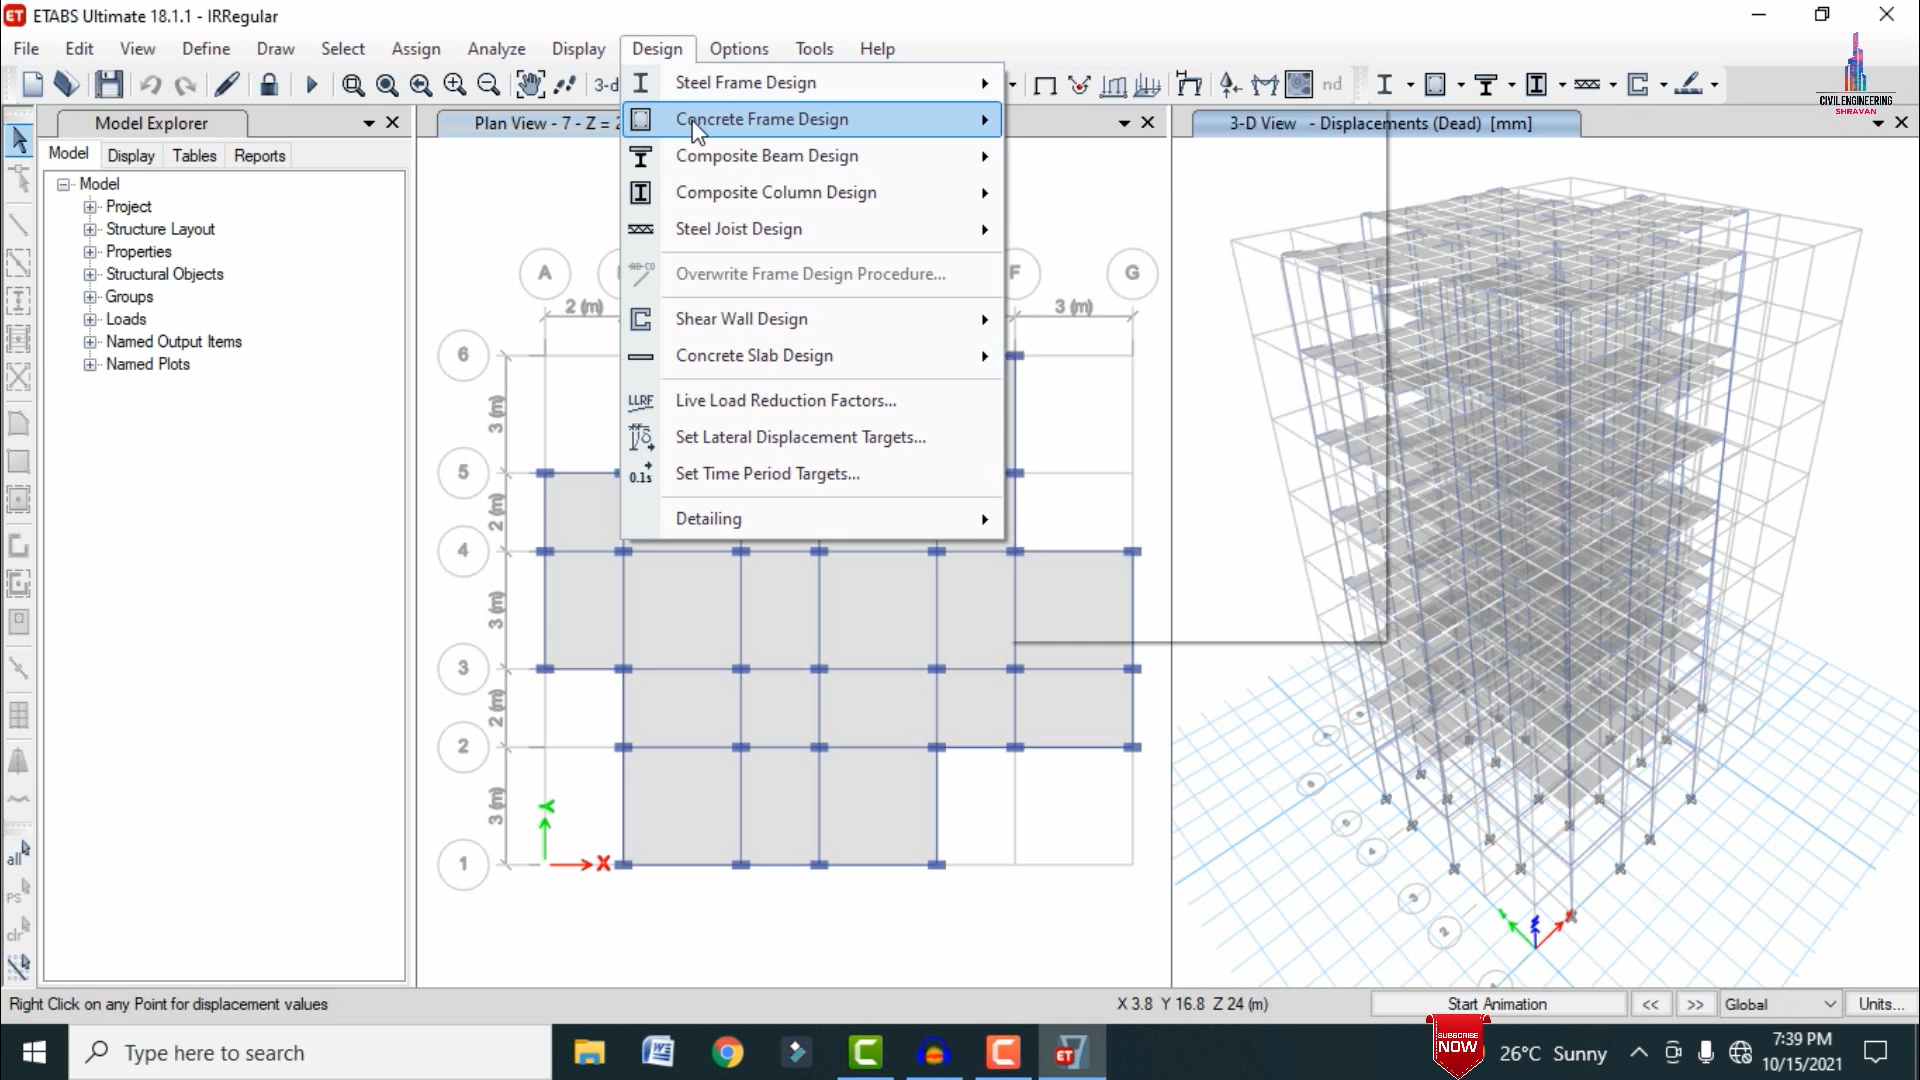 ETABS Ultimate 18.1.1 - IRRegular
File Edit View Define Draw Select Assign Analyze Display Design Options Tools Help
3-d
nd
CIVIL ENGINEERING
SHRAVAN
Model Explorer
Model Display Tables Reports
Model
Project
Structure Layout
Properties
Structural Objects
Groups
Loads
Named Output Items
Named Plots
Plan View - 7 - Z = 2
3-D View - Displacements (Dead) [mm]
Steel Frame Design
Concrete Frame Design
Composite Beam Design
Composite Column Design
Steel Joist Design
Overwrite Frame Design Procedure...
Shear Wall Design
Concrete Slab Design
LLRF Live Load Reduction Factors...
Set Lateral Displacement Targets...
0.1s Set Time Period Targets...
Detailing
A F G
2 (m) 3 (m)
6
3 (m)
5
2 (m)
4
3 (m)
3
2 (m)
2
3 (m)
1
Y
X
all
ps
clr
Right Click on any Point for displacement values
X 3.8 Y 16.8 Z 24 (m)
Start Animation
<< >>
Global
Units...
Type here to search
SUBSCRIBE
NOW
26°C Sunny
7:39 PM
10/15/2021